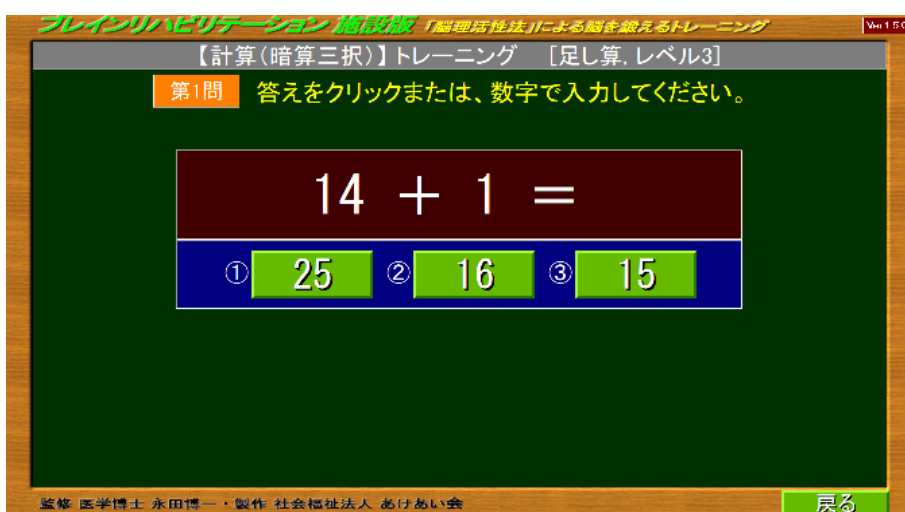 ブレインリハビリテーション 施設版 「脳理活性法」による脳を鍛えるトレーニング
Ver 1.5
【計算(暗算三択)】トレーニング [足し算, レベル3]
第1問 答えをクリックまたは、数字で入力してください。
14 + 1 =
① 25 ② 16 ③ 15
監修 医学博士 永田博一・製作 社会福祉法人 あけあい会
戻る